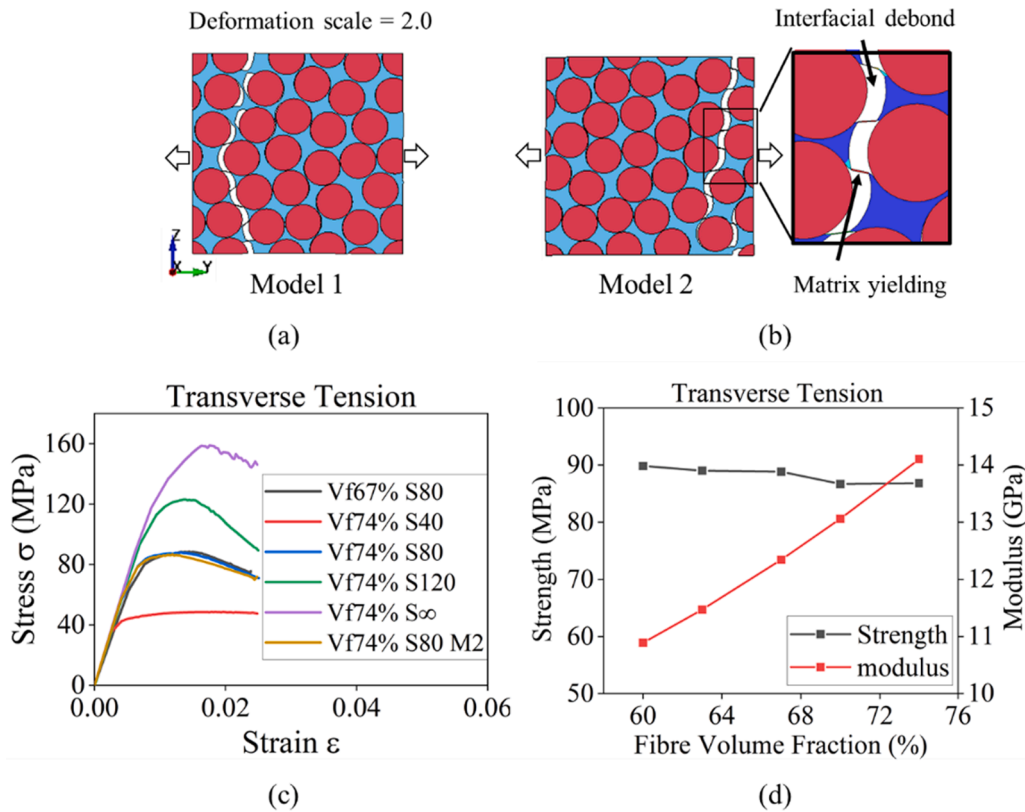 Deformation scale = 2.0
Z
X
Y
Model 1
(a)
Interfacial debond
Model 2
Matrix yielding
(b)
Transverse Tension
Stress σ (MPa)
160
120
80
40
0
Vf67% S80
Vf74% S40
Vf74% S80
Vf74% S120
Vf74% S∞
Vf74% S80 M2
0.00
0.02
0.04
0.06
Strain ε
(c)
Transverse Tension
Strength (MPa)
100
90
80
70
60
50
Modulus (GPa)
15
14
13
12
11
10
Strength
modulus
60
64
68
72
76
Fibre Volume Fraction (%)
(d)